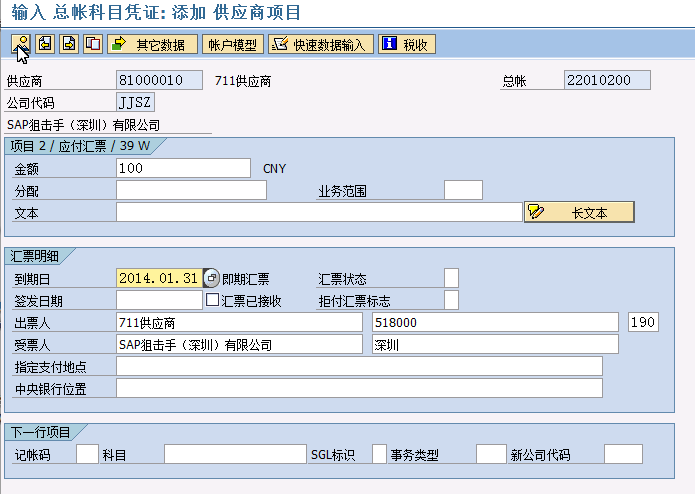 输入 总帐科目凭证: 添加 供应商项目
其它数据 帐户模型 快速数据输入 税收
供应商 81000010 711供应商 总帐 22010200
公司代码 JJSZ
SAP狙击手（深圳）有限公司
项目 2 / 应付汇票 / 39 W
金额 100 CNY
分配 业务范围
文本 长文本
汇票明细
到期日 2014.01.31 即期汇票 汇票状态
签发日期 汇票已接收 拒付汇票标志
出票人 711供应商 518000 190
受票人 SAP狙击手（深圳）有限公司 深圳
指定支付地点
中央银行位置
下一行项目
记帐码 科目 SGL标识 事务类型 新公司代码